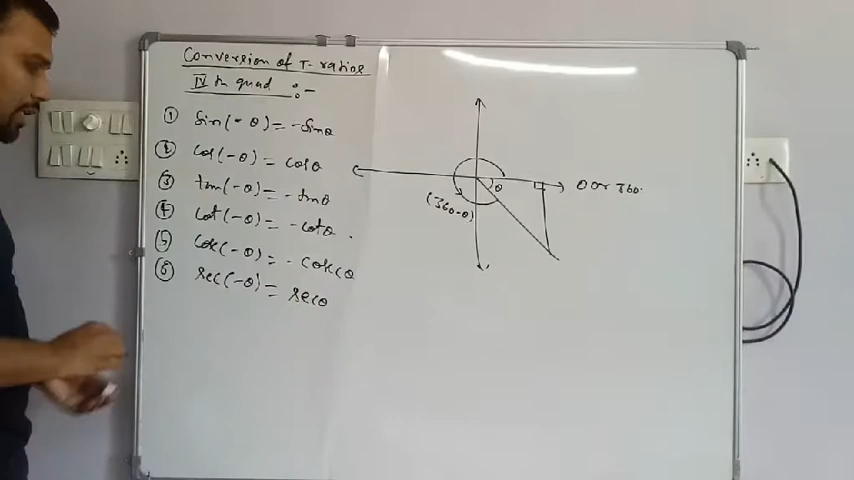 Conversion of T-ratios
IV th quad :-
① Sin(-θ) = -Sinθ
② Cos(-θ) = Cosθ
③ tan(-θ) = -tanθ
④ Cot(-θ) = -Cotθ
⑤ Cosec(-θ) = -Cosecθ
⑥ Sec(-θ) = Secθ
θ
0 or 360
(360-θ)